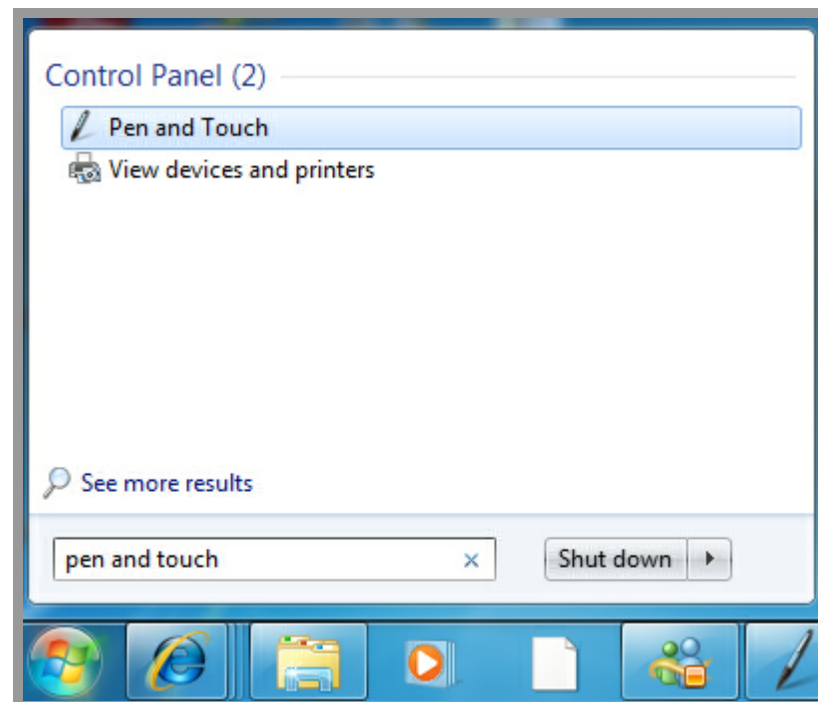 Control Panel (2)
Pen and Touch
View devices and printers
See more results
pen and touch
Shut down